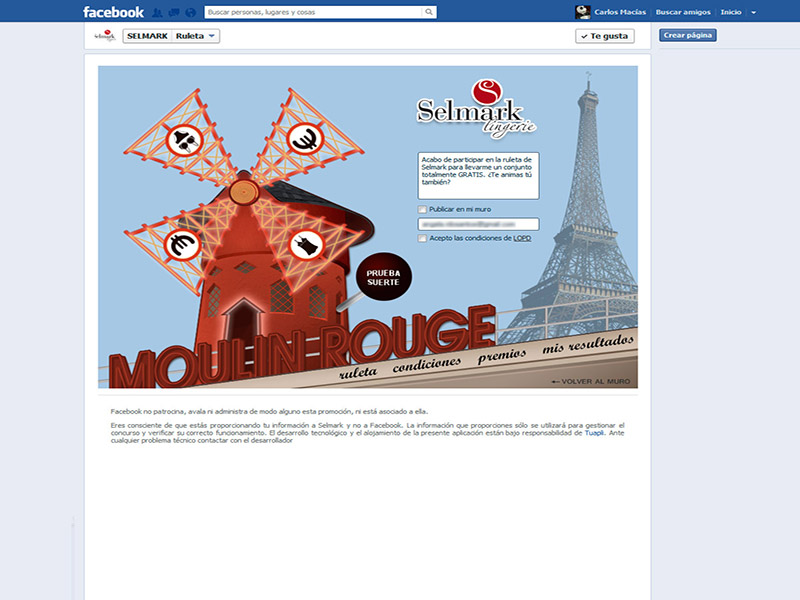 facebook
Buscar personas, lugares y cosas
Carlos Macías
Buscar amigos
Inicio
Selmark
SELMARK
Ruleta
Te gusta
Crear página
Selmark
lingerie
Acabo de participar en la ruleta de
Selmark para llevarme un conjunto
totalmente GRATIS. ¿Te animas tú
también?
Publicar en mi muro
Acepto las condiciones de LOPD
PRUEBA
SUERTE
MOULIN ROUGE
ruleta condiciones premios mis resultados
VOLVER AL MURO
Facebook no patrocina, avala ni administra de modo alguno esta promoción, ni está asociado a ella.
Eres consciente de que estás proporcionando tu información a Selmark y no a Facebook. La información que proporciones sólo se utilizará para gestionar el
concurso y verificar su correcto funcionamiento. El desarrollo tecnológico y el alojamiento de la presente aplicación están bajo responsabilidad de Tuapli. Ante
cualquier problema técnico contactar con el desarrollador